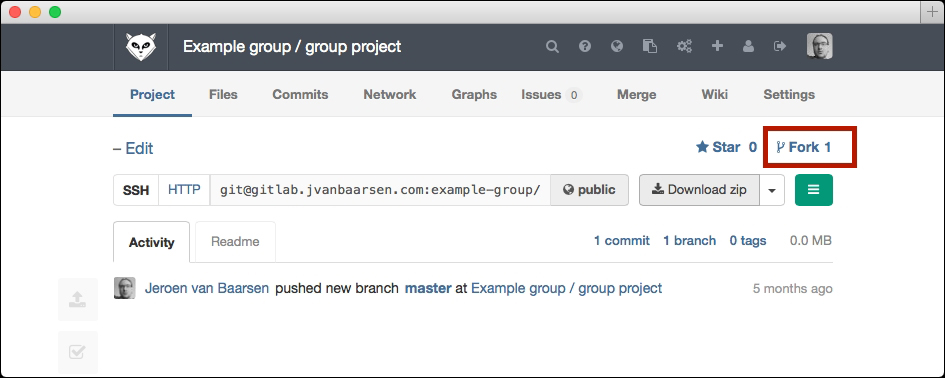 Example group / group project
Project Files Commits Network Graphs Issues 0 Merge Wiki Settings
– Edit
Star 0 Fork 1
SSH HTTP git@gitlab.jvanbaarsen.com:example-group/ public Download zip
Activity Readme 1 commit 1 branch 0 tags 0.0 MB
Jeroen van Baarsen pushed new branch master at Example group / group project 5 months ago